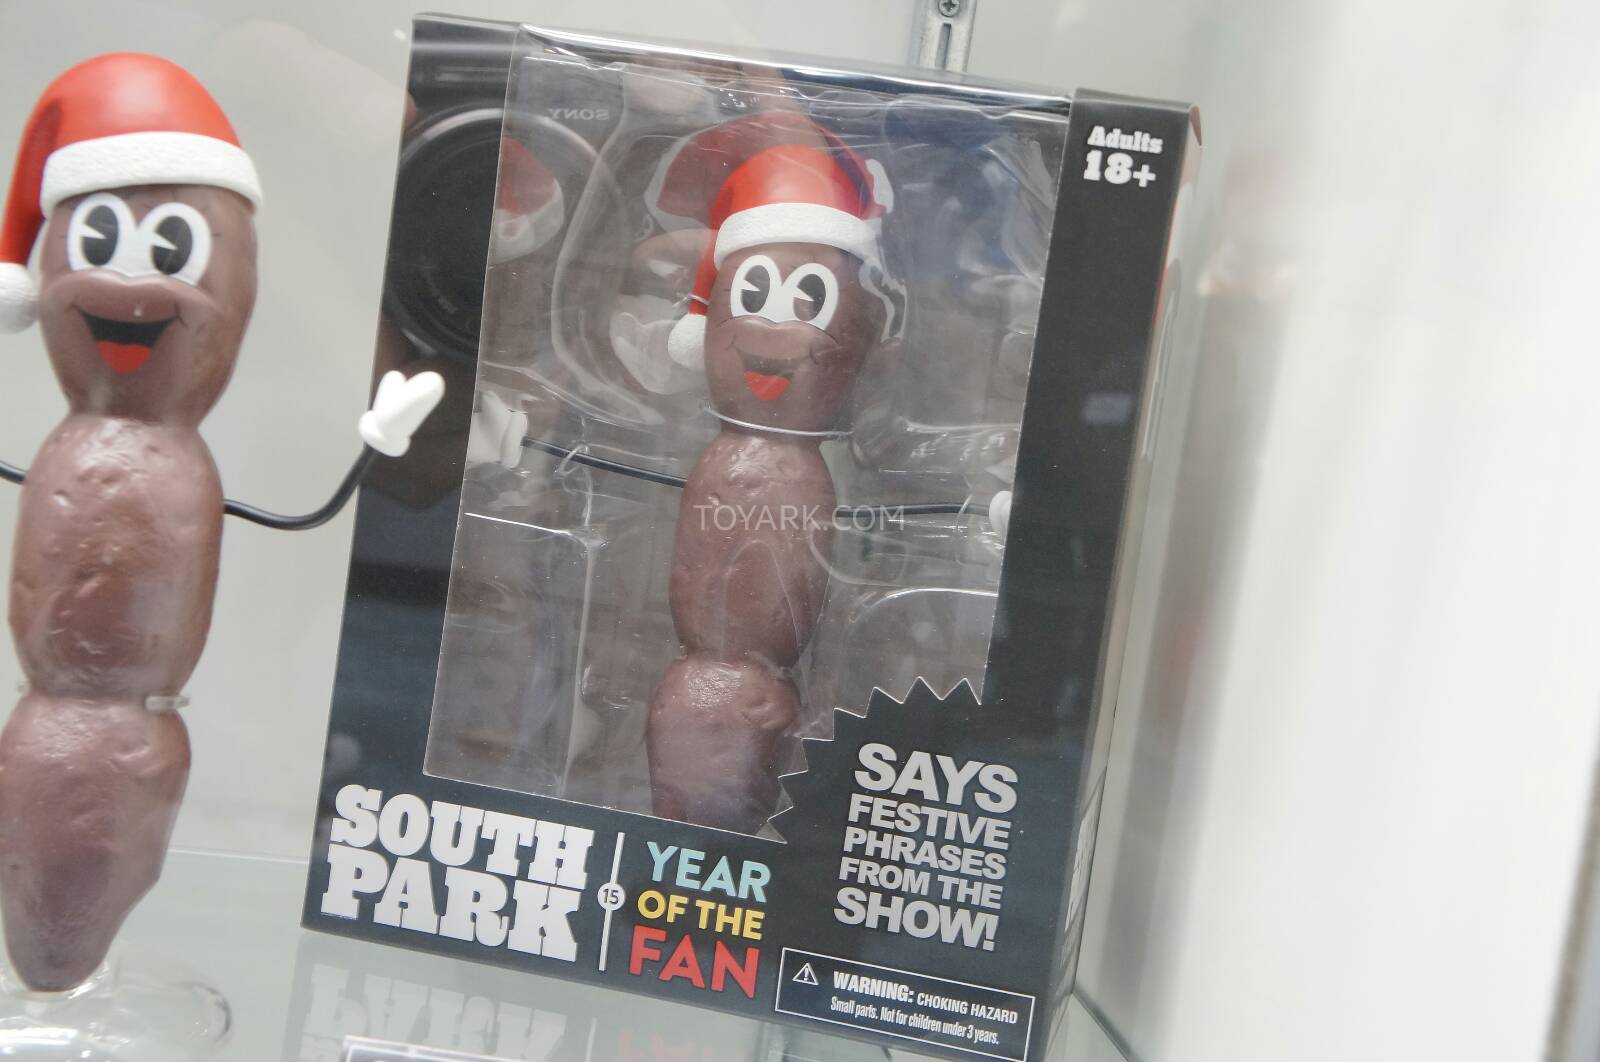 SONY
Adults
18+
TOYARK.COM
SAYS
FESTIVE
PHRASES
FROM THE
SHOW!
SOUTH
PARK
15
YEAR
OF THE
FAN
WARNING: CHOKING HAZARD
Small parts. Not for children under 3 years.